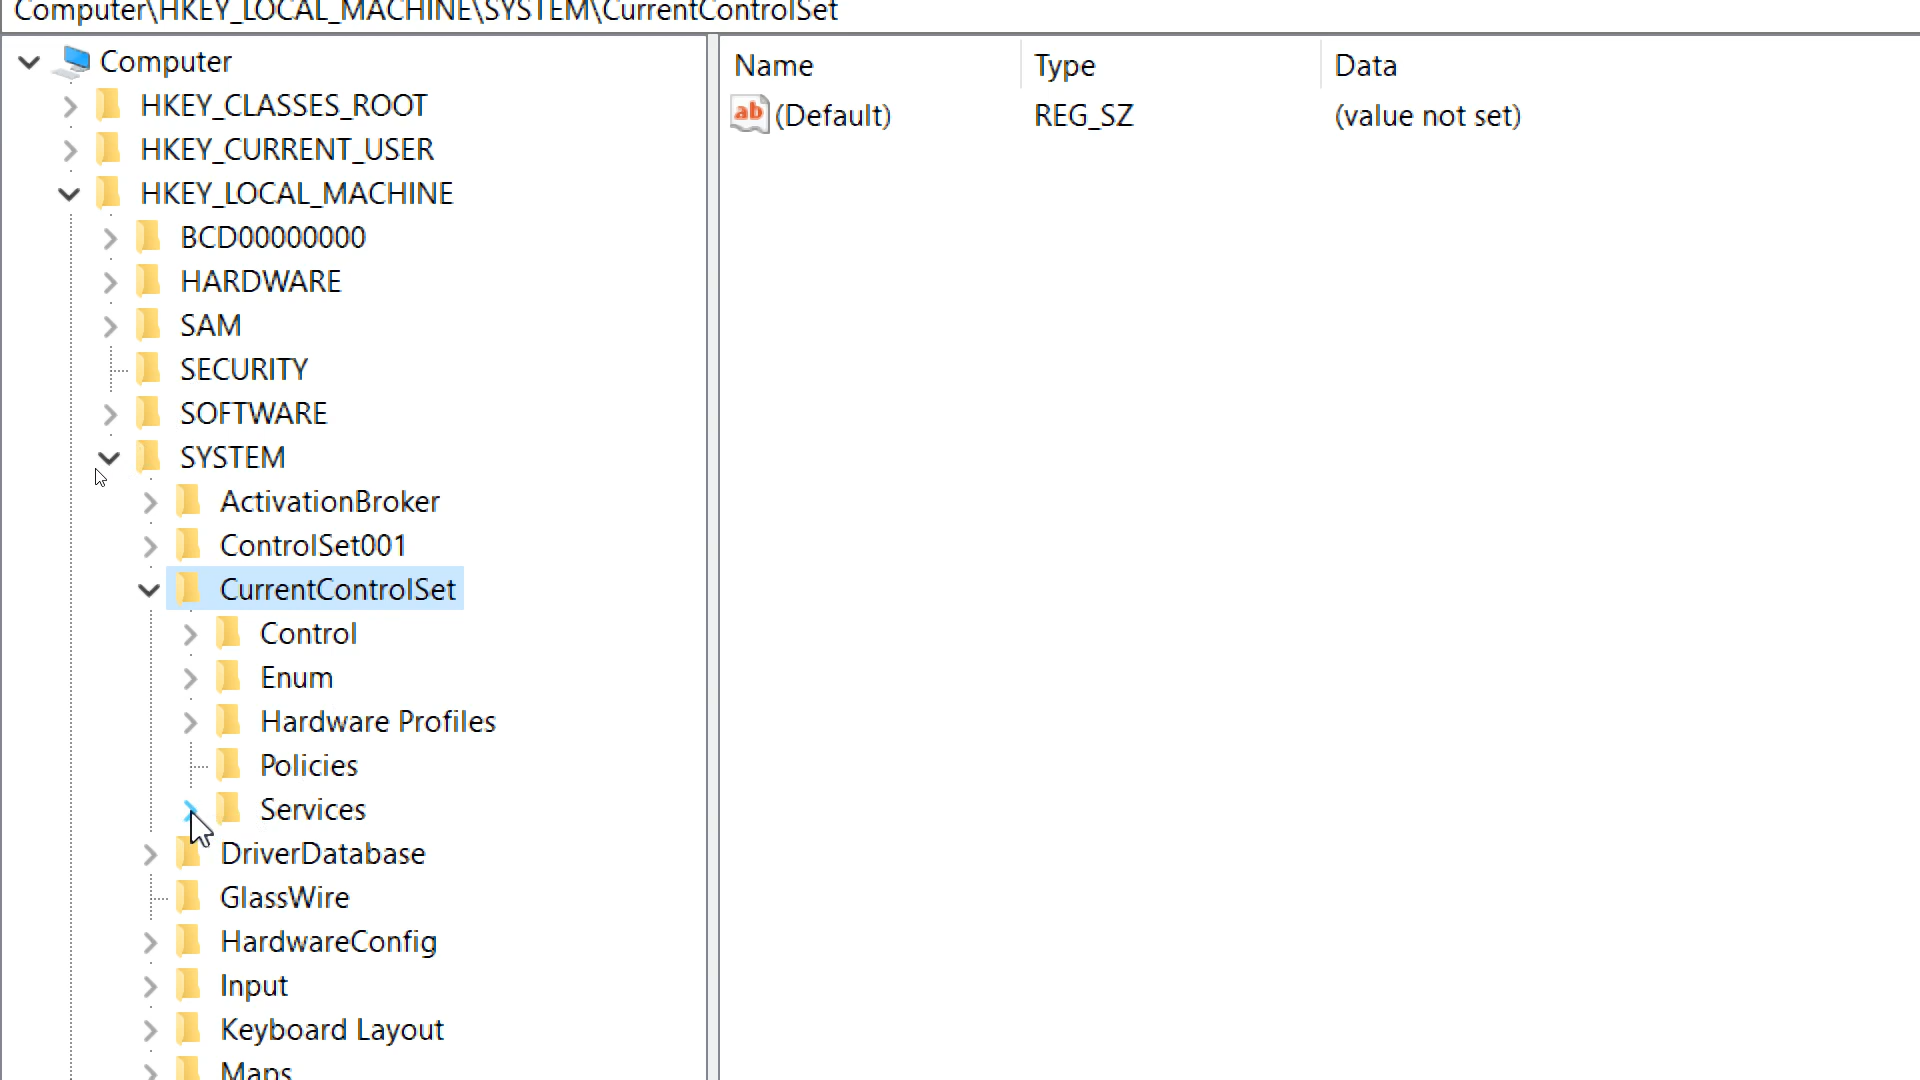 Computer\HKEY_LOCAL_MACHINE\SYSTEM\CurrentControlSet
Computer
HKEY_CLASSES_ROOT
HKEY_CURRENT_USER
HKEY_LOCAL_MACHINE
BCD00000000
HARDWARE
SAM
SECURITY
SOFTWARE
SYSTEM
ActivationBroker
ControlSet001
CurrentControlSet
Control
Enum
Hardware Profiles
Policies
Services
DriverDatabase
GlassWire
HardwareConfig
Input
Keyboard Layout
Maps
Name Type Data
ab (Default) REG_SZ (value not set)